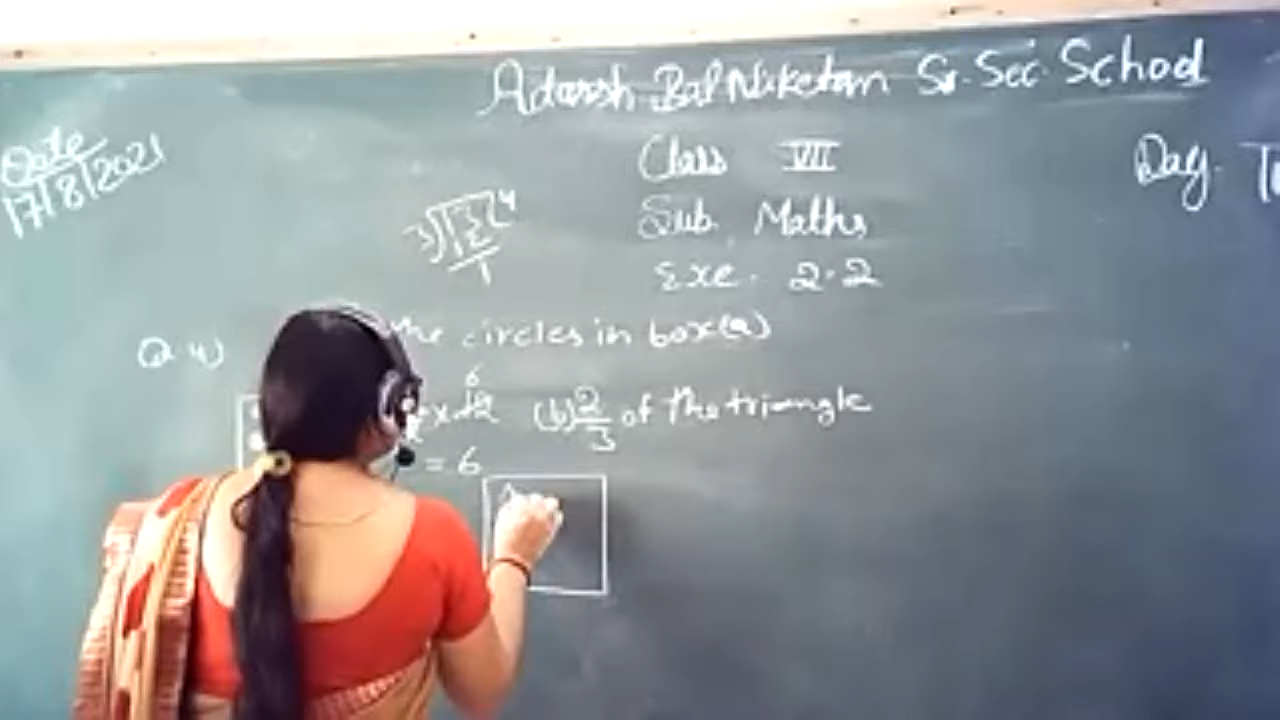 Adarsh Bal Niketan Sr. Sec. School
Date
17/8/2021
Class VII
Day.
Sub. Maths
Exe. 2.2
Q.4) the circles in box(a)
x 12 (b) 2/3 of the triangle
6
= 6